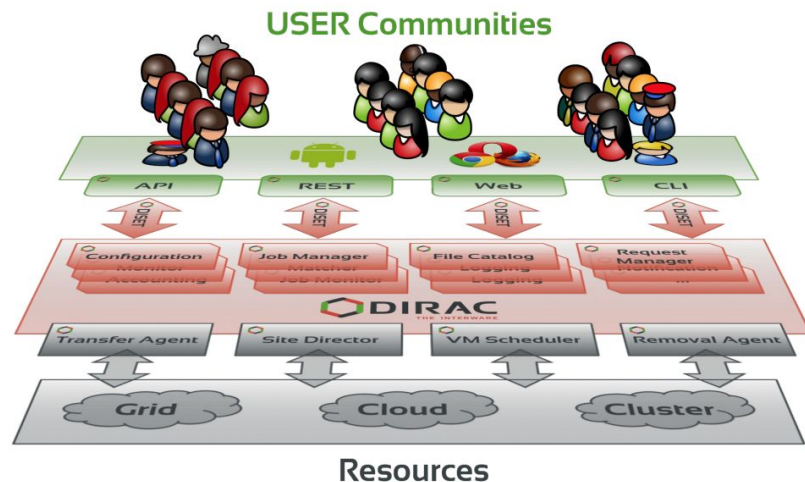 USER Communities
API
REST
Web
CLI
DISET
DISET
DISET
DISET
Configuration
Monitor
Accounting
Job Manager
Matcher
Job Monitor
File Catalog
Logging
Logging
Request
Manager
Notification
...
DIRAC
THE INTERWARE
Transfer Agent
Site Director
VM Scheduler
Removal Agent
Grid
Cloud
Cluster
Resources